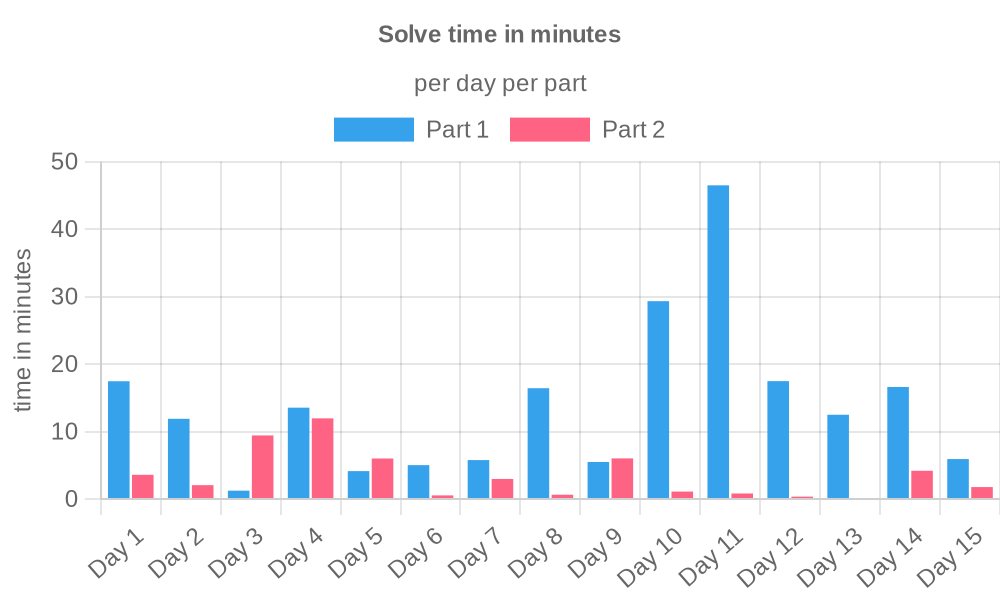 Solve time in minutes
per day per part
Part 1 Part 2
time in minutes
50
40
30
20
10
0
Day 1 Day 2 Day 3 Day 4 Day 5 Day 6 Day 7 Day 8 Day 9 Day 10 Day 11 Day 12 Day 13 Day 14 Day 15